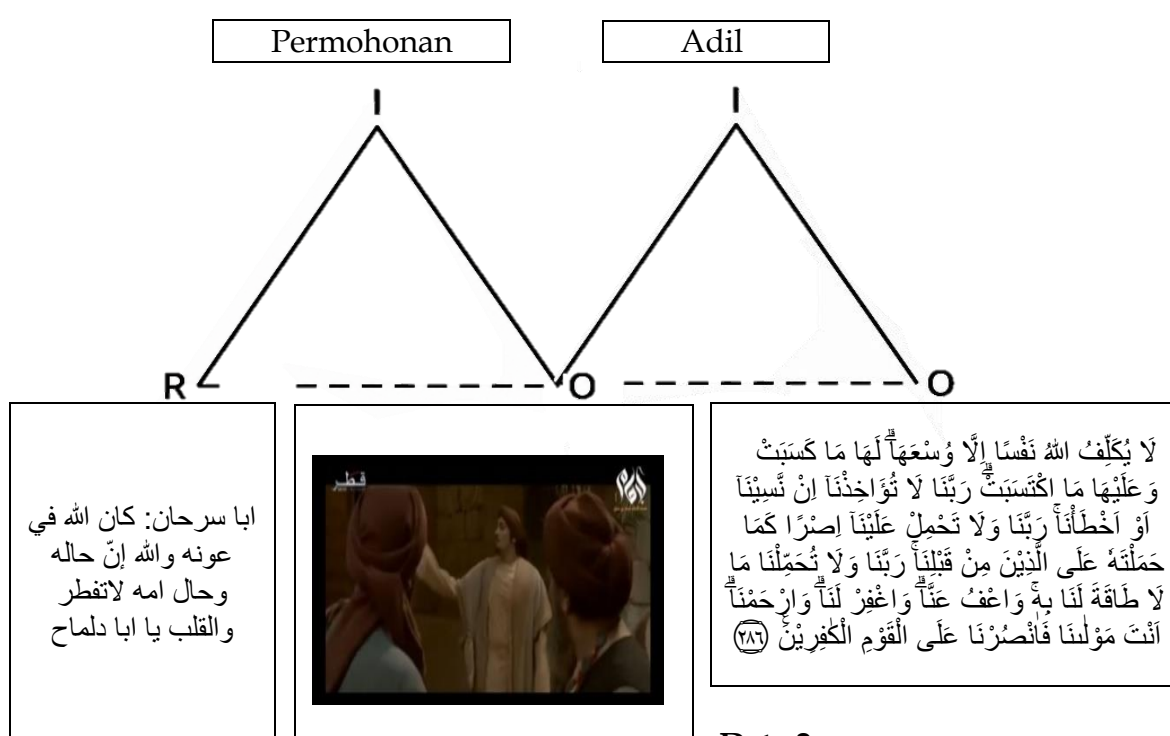 Permohonan
Adil
I
I
R
O
O
ابا سرحان: كان الله في
عونه والله إنّ حاله
وحال امه لاتفطر
والقلب يا ابا دلماح
قطر
لَا يُكَلِّفُ اللهُ نَفْسًا اِلَّا وُسْعَهَاۗ لَهَا مَا كَسَبَتْ
وَعَلَيْهَا مَا اكْتَسَبَتْۗ رَبَّنَا لَا تُؤَاخِذْنَآ اِنْ نَّسِيْنَآ
اَوْ اَخْطَأْنَاۚ رَبَّنَا وَلَا تَحْمِلْ عَلَيْنَآ اِصْرًا كَمَا
حَمَلْتَهٗ عَلَى الَّذِيْنَ مِنْ قَبْلِنَاۚ رَبَّنَا وَلَا تُحَمِّلْنَا مَا
لَا طَاقَةَ لَنَا بِهٖۚ وَاعْفُ عَنَّاۗ وَاغْفِرْ لَنَاۗ وَارْحَمْنَاۗ
اَنْتَ مَوْلٰىنَا فَانْصُرْنَا عَلَى الْقَوْمِ الْكٰفِرِيْنَ ۝٢٨٦